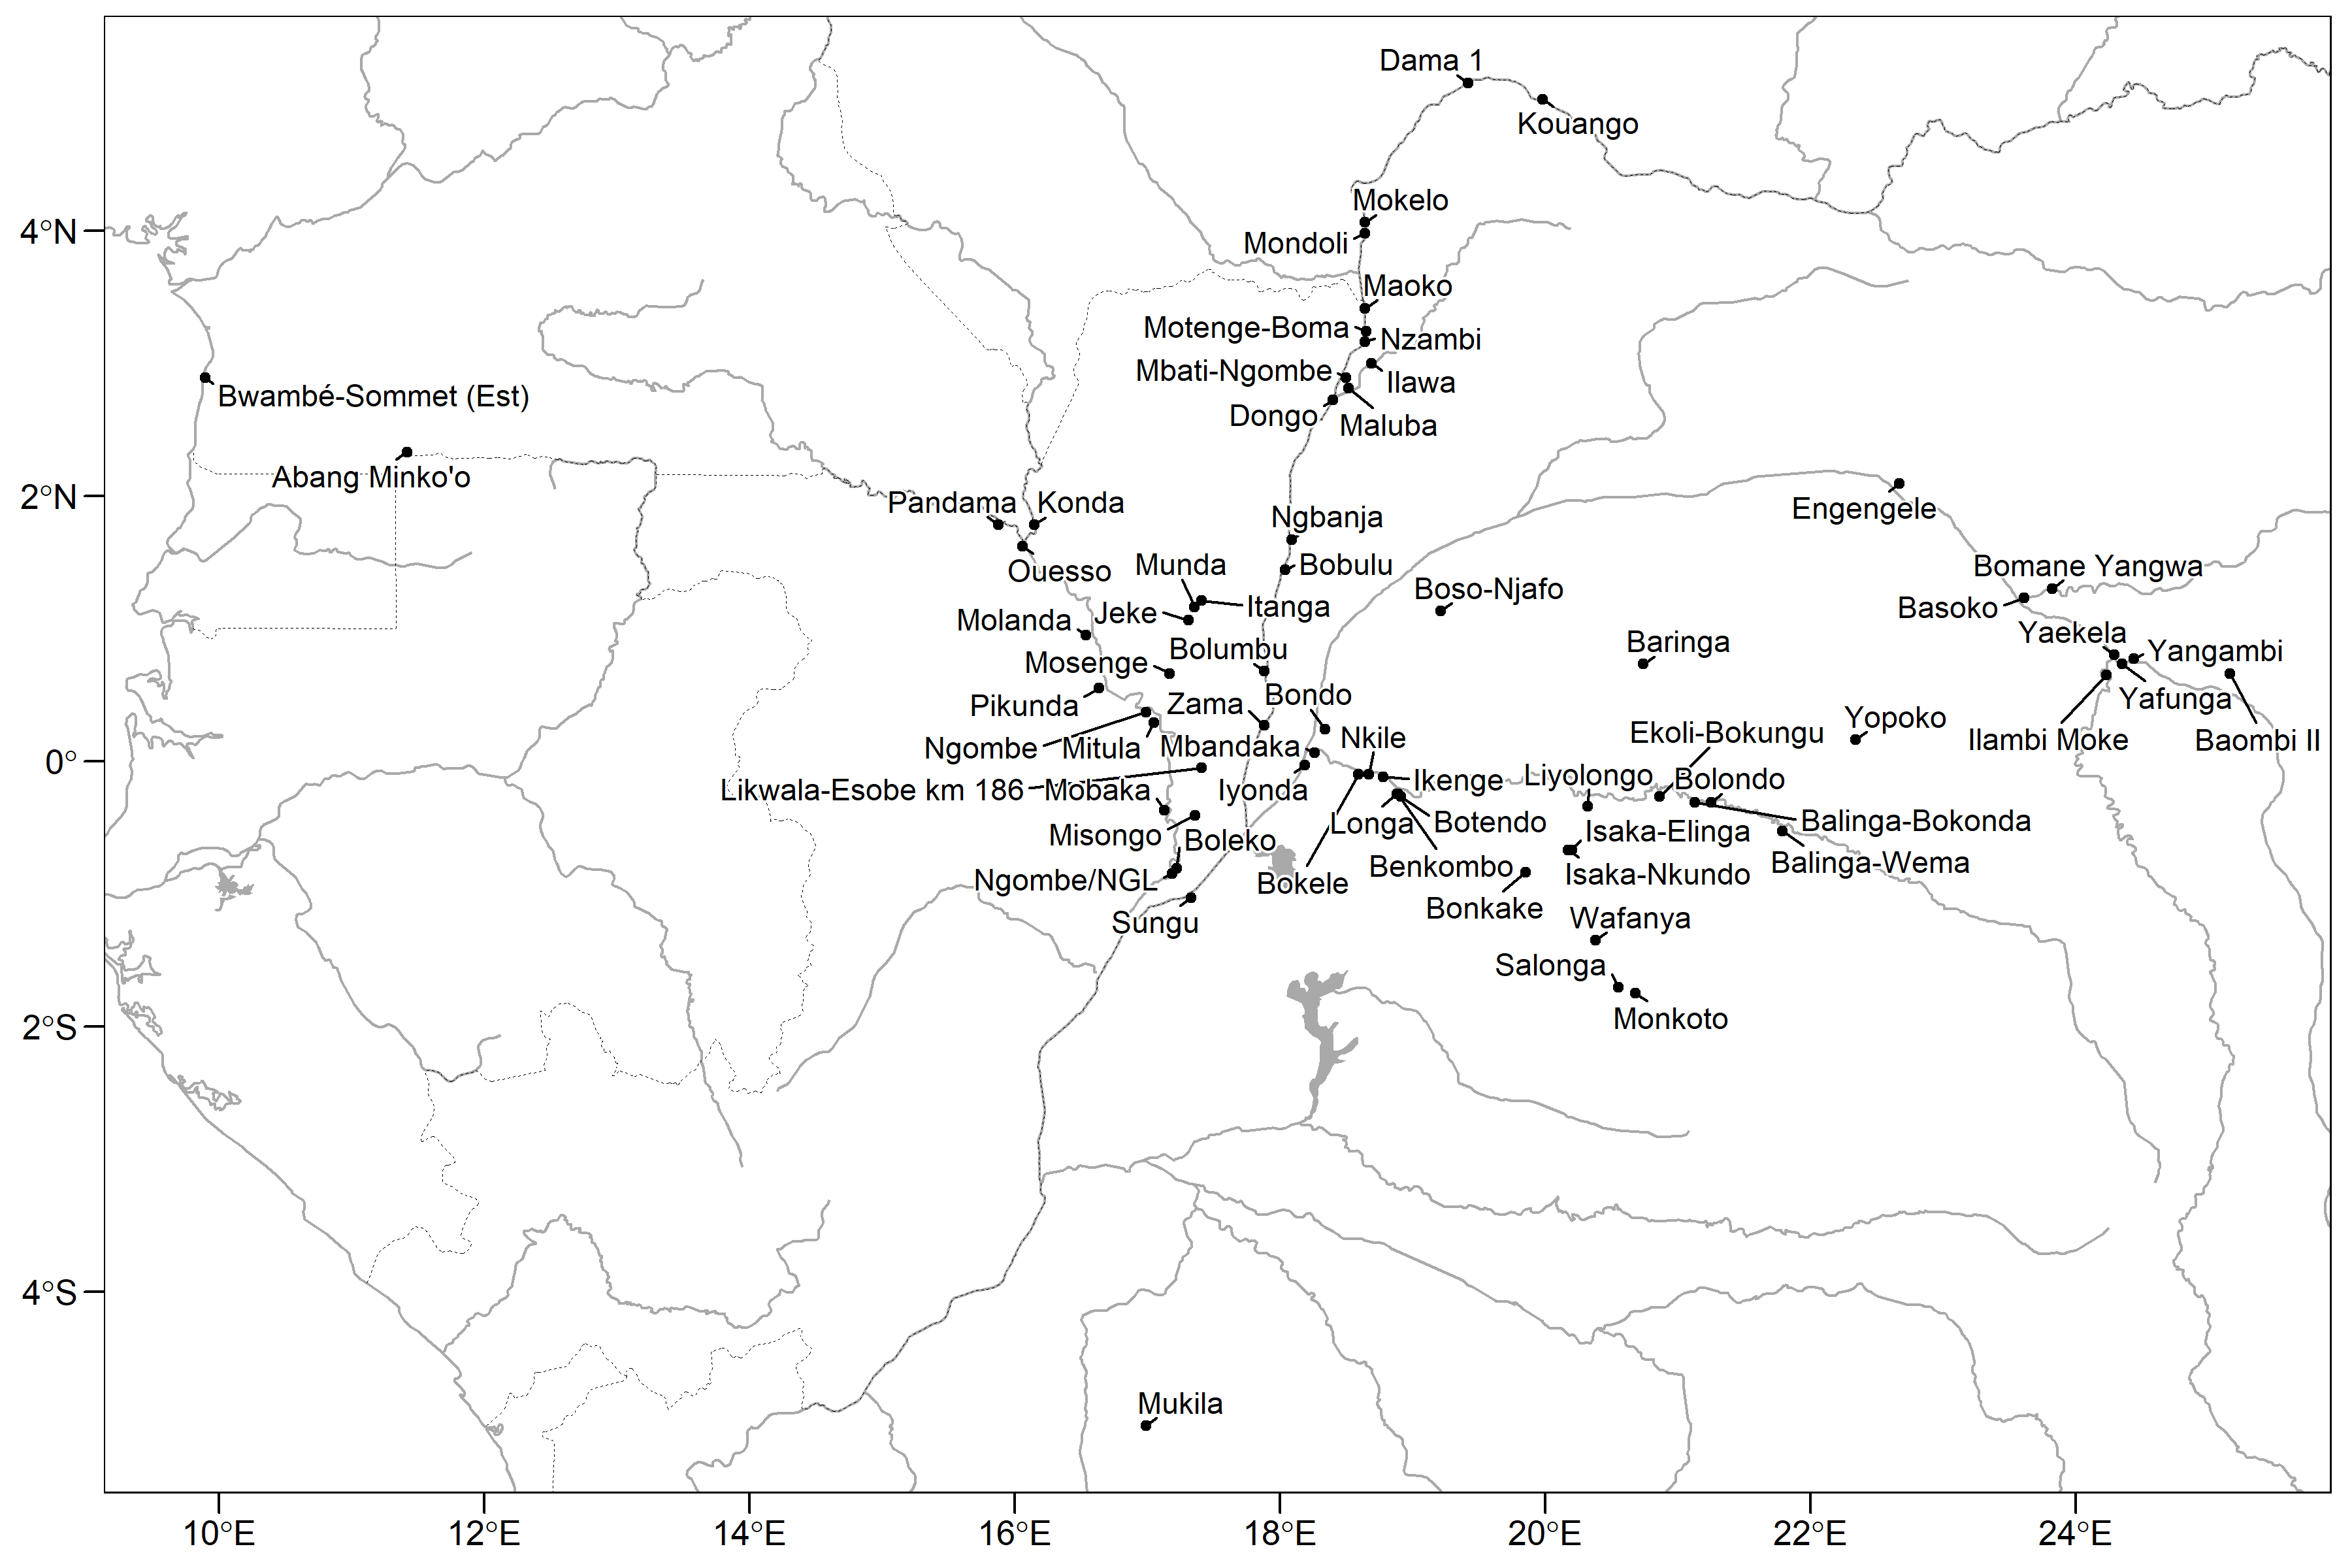 Dama 1
Kouango
Mokelo
4°N
Mondoli
Maoko
Motenge-Boma
Nzambi
Mbati-Ngombe
Ilawa
Bwambé-Sommet (Est)
Dongo
Maluba
Abang Minko'o
2°N
Pandama
Konda
Engengele
Ngbanja
Ouesso
Munda
Bobulu
Bomane Yangwa
Boso-Njafo
Itanga
Basoko
Jeke
Molanda
Yaekela
Baringa
Bolumbu
Yangambi
Mosenge
Bondo
Yafunga
Zama
Pikunda
Yopoko
Ekoli-Bokungu
Nkile
Ilambi Moke
Baombi II
Ngombe
Mitula
Mbandaka
0°
Liyolongo
Bolondo
Ikenge
Likwala-Esobe km 186
Mobaka
Iyonda
Longa
Botendo
Balinga-Bokonda
Isaka-Elinga
Misongo
Boleko
Balinga-Wema
Benkombo
Isaka-Nkundo
Ngombe/NGL
Bokele
Bonkake
Wafanya
Sungu
Salonga
Monkoto
2°S
4°S
Mukila
10°E 12°E 14°E 16°E 18°E 20°E 22°E 24°E